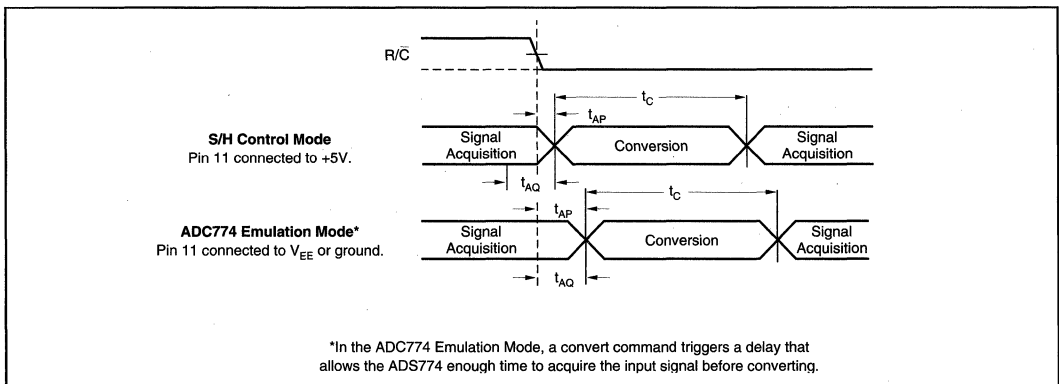 R/C̅
t_C
t_AP
S/H Control Mode
Pin 11 connected to +5V.
Signal
Acquisition
Conversion
Signal
Acquisition
t_AQ
t_C
t_AP
ADC774 Emulation Mode*
Pin 11 connected to V_EE or ground.
Signal
Acquisition
Conversion
Signal
Acquisition
t_AQ
*In the ADC774 Emulation Mode, a convert command triggers a delay that
allows the ADS774 enough time to acquire the input signal before converting.